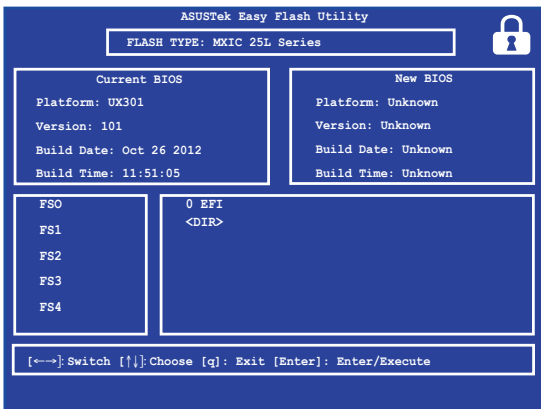 ASUSTek Easy Flash Utility
FLASH TYPE: MXIC 25L Series
Current BIOS
Platform: UX301
Version: 101
Build Date: Oct 26 2012
Build Time: 11:51:05
New BIOS
Platform: Unknown
Version: Unknown
Build Date: Unknown
Build Time: Unknown
FS0
FS1
FS2
FS3
FS4
0 EFI
<DIR>
[←→]: Switch [↑↓]: Choose [q]: Exit [Enter]: Enter/Execute